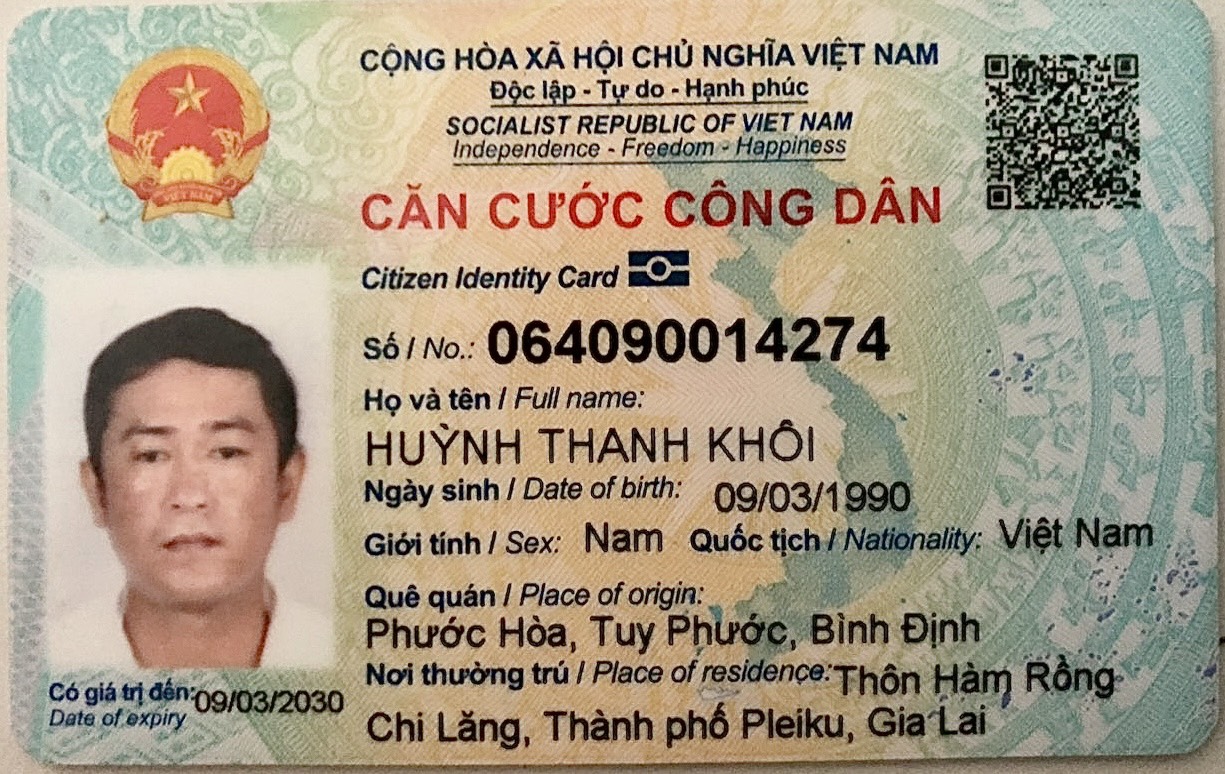 CỘNG HÒA XÃ HỘI CHỦ NGHĨA VIỆT NAM
Độc lập - Tự do - Hạnh phúc
SOCIALIST REPUBLIC OF VIET NAM
Independence - Freedom - Happiness
CĂN CƯỚC CÔNG DÂN
Citizen Identity Card
Số / No.: 064090014274
Họ và tên / Full name:
HUỲNH THANH KHÔI
Ngày sinh / Date of birth: 09/03/1990
Giới tính / Sex: Nam Quốc tịch / Nationality: Việt Nam
Quê quán / Place of origin:
Phước Hòa, Tuy Phước, Bình Định
Nơi thường trú / Place of residence: Thôn Hàm Rồng
Chi Lăng, Thành phố Pleiku, Gia Lai
Có giá trị đến: 09/03/2030
Date of expiry
VIỆT NAM